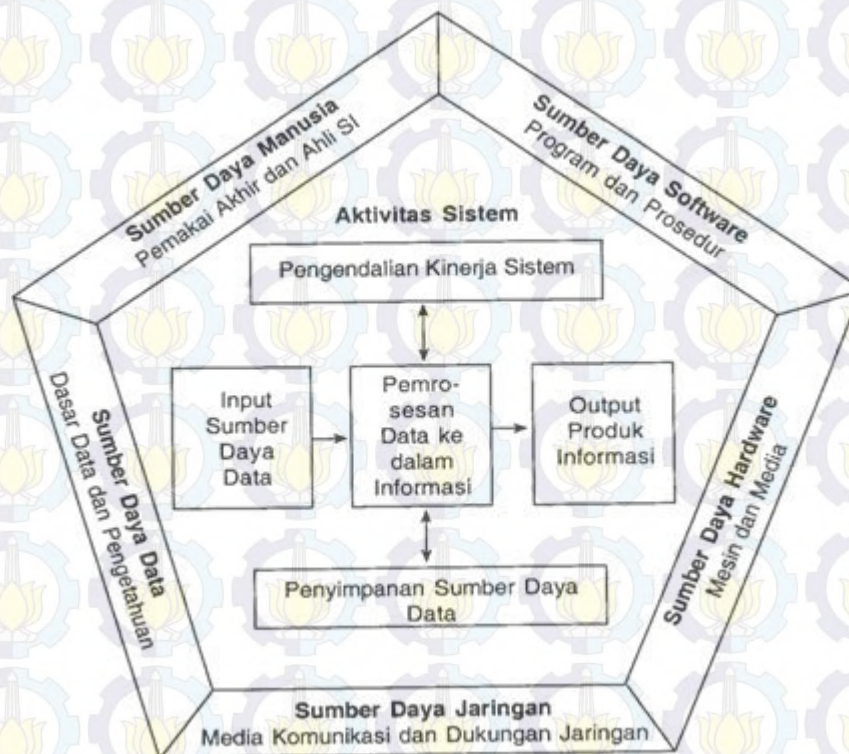 Sumber Daya Manusia
Pemakai Akhir dan Ahli SI
Sumber Daya Software
Program dan Prosedur
Aktivitas Sistem
Pengendalian Kinerja Sistem
Input
Sumber
Daya
Data
Pemro-
sesan
Data ke
dalam
Informasi
Output
Produk
Informasi
Penyimpanan Sumber Daya
Data
Sumber Daya Data
Dasar Data dan Pengetahuan
Sumber Daya Hardware
Mesin dan Media
Sumber Daya Jaringan
Media Komunikasi dan Dukungan Jaringan